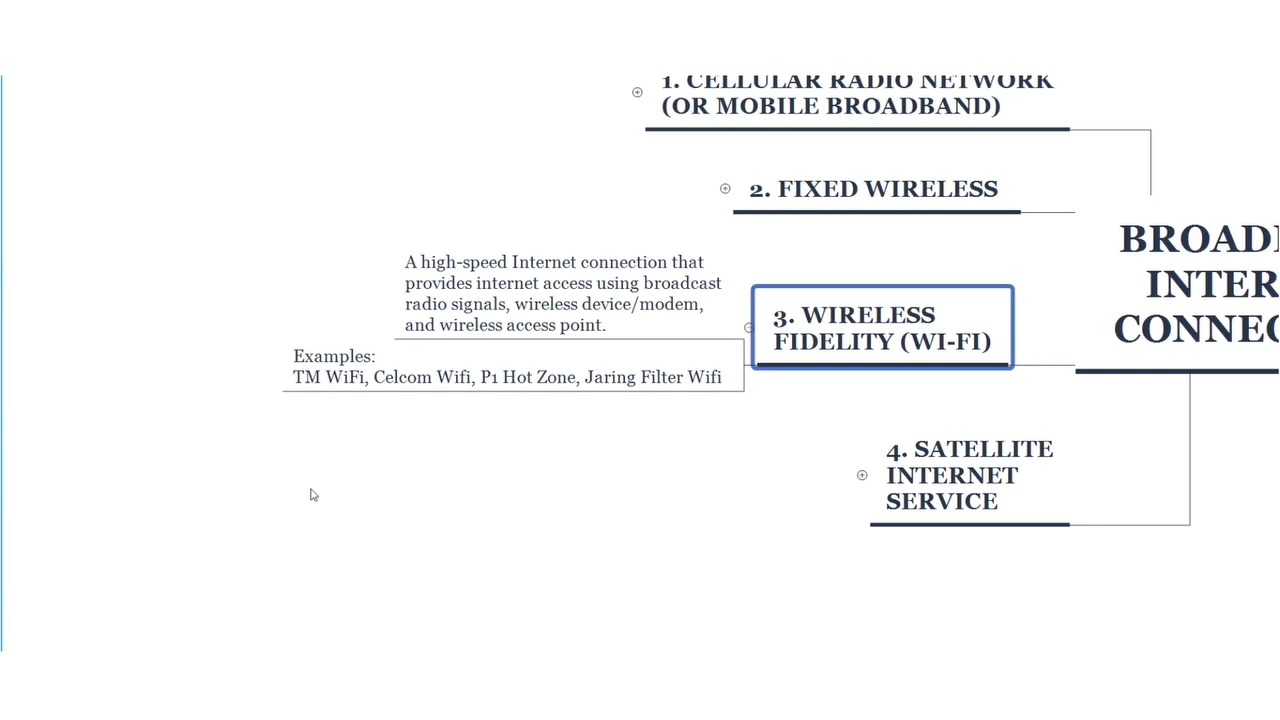 1. CELLULAR RADIO NETWORK
(OR MOBILE BROADBAND)
2. FIXED WIRELESS
A high-speed Internet connection that
provides internet access using broadcast
radio signals, wireless device/modem,
and wireless access point.
Examples:
TM WiFi, Celcom Wifi, P1 Hot Zone, Jaring Filter Wifi
3. WIRELESS
FIDELITY (WI-FI)
4. SATELLITE
INTERNET
SERVICE